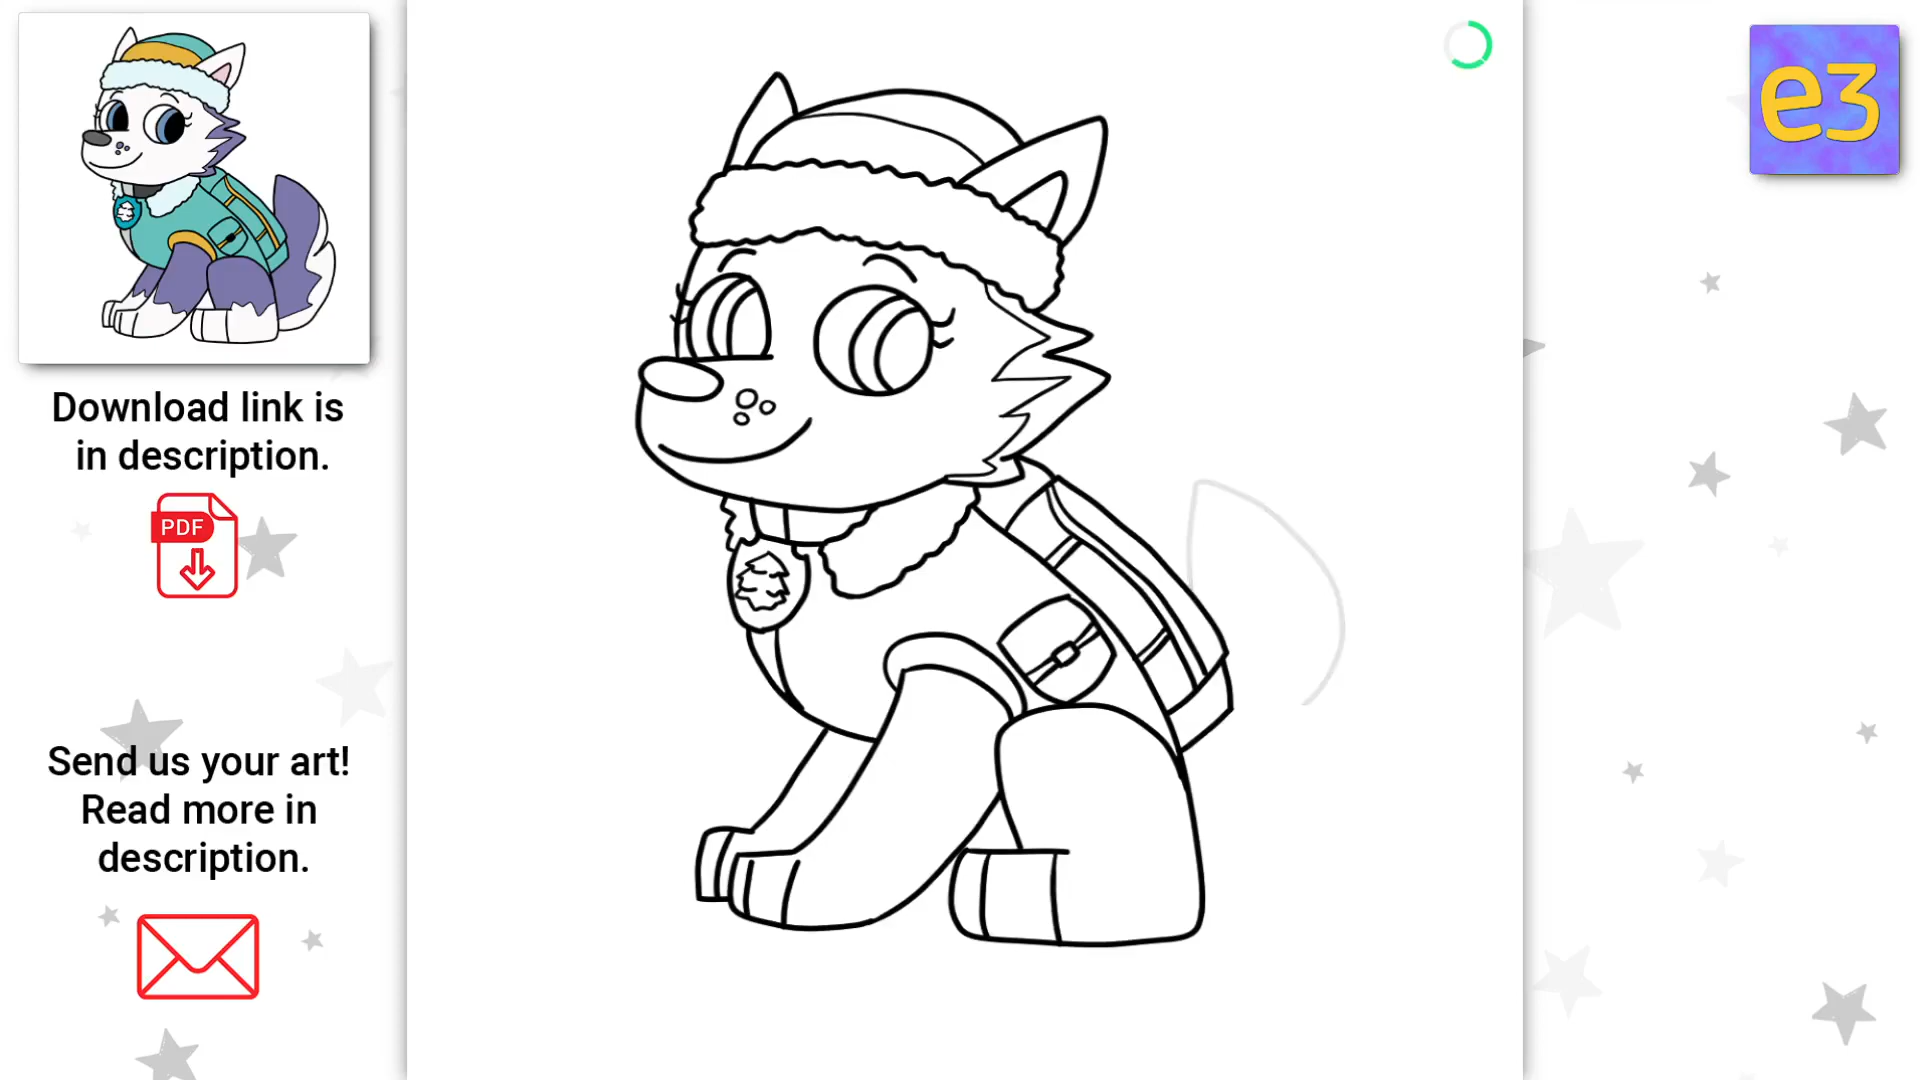 Download link is
in description.
PDF
Send us your art!
Read more in
description.
e3